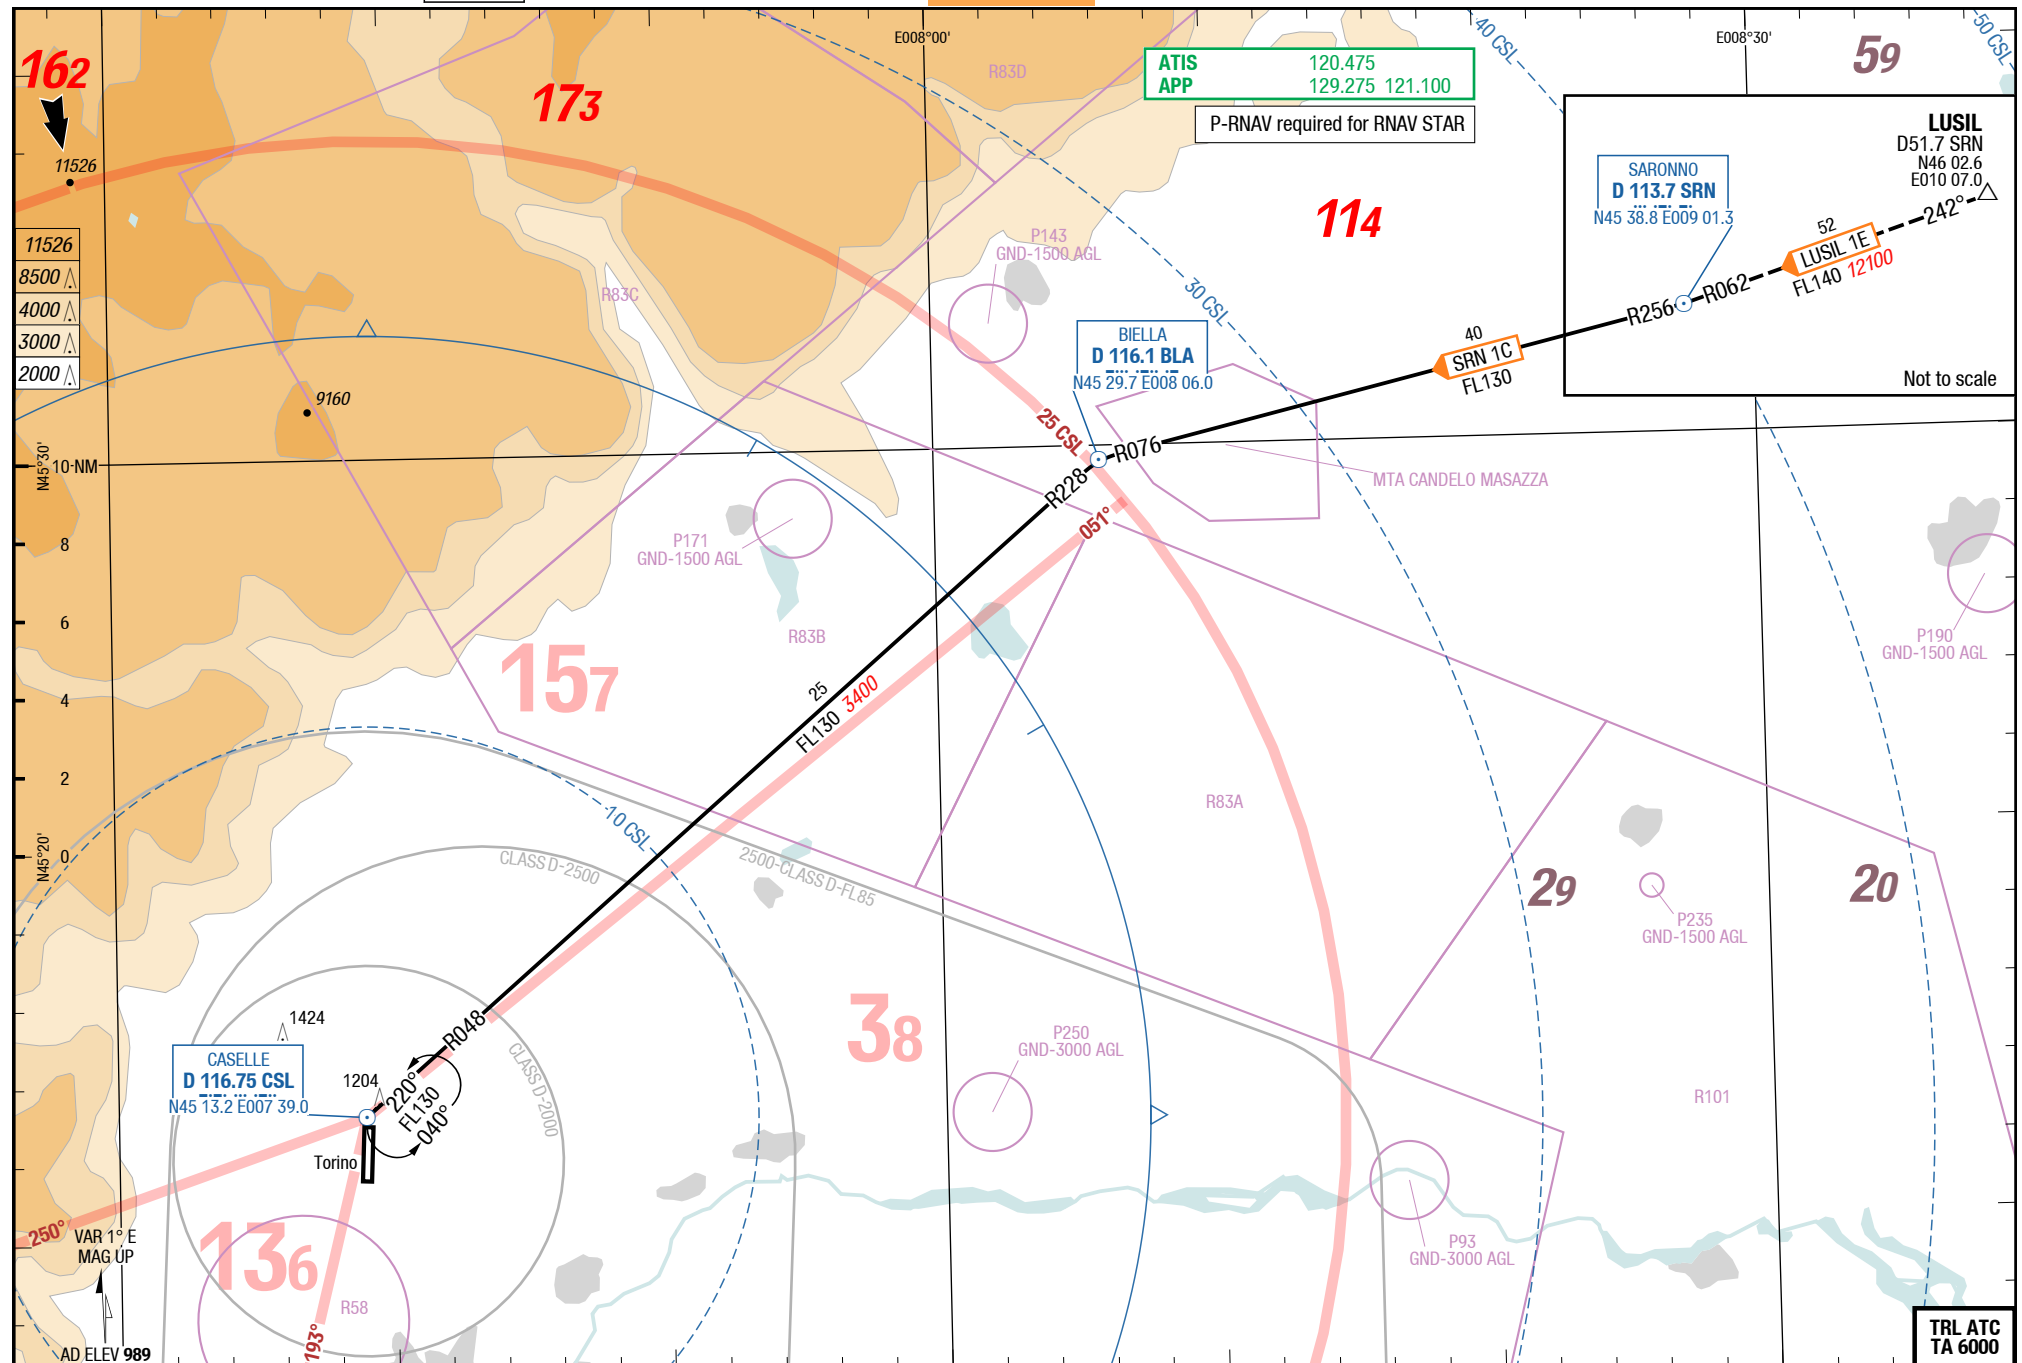 E008°00'
E008°30'
40 CSL
50 CSL
162
173
59
R83D
ATIS 120.475
APP 129.275 121.100
P-RNAV required for RNAV STAR
LUSIL
D51.7 SRN
N46 02.6
E010 07.0
SARONNO
D 113.7 SRN
N45 38.8 E009 01.3
242°
52
LUSIL 1E
FL140 12100
R062
R256
Not to scale
11526
114
11526
8500
4000
3000
2000
P143
GND-1500 AGL
R83C
30 CSL
BIELLA
D 116.1 BLA
N45 29.7 E008 06.0
40
SRN 1C
FL130
9160
25 CSL
R076
R228
051°
MTA CANDELO MASAZZA
N45°30'
10-NM
8
6
4
2
0
N45°20'
P171
GND-1500 AGL
R83B
157
25
FL130 3400
P190
GND-1500 AGL
R83A
10 CSL
CLASS D-2500
2500-CLASS D-FL85
29
20
P235
GND-1500 AGL
38
P250
GND-3000 AGL
R101
1424
R048
CLASS D-2000
CASELLE
D 116.75 CSL
N45 13.2 E007 39.0
1204
220°
FL130
040°
Torino
250°
VAR 1° E
MAG UP
136
R58
193°
P93
GND-3000 AGL
AD ELEV 989
TRL ATC
TA 6000